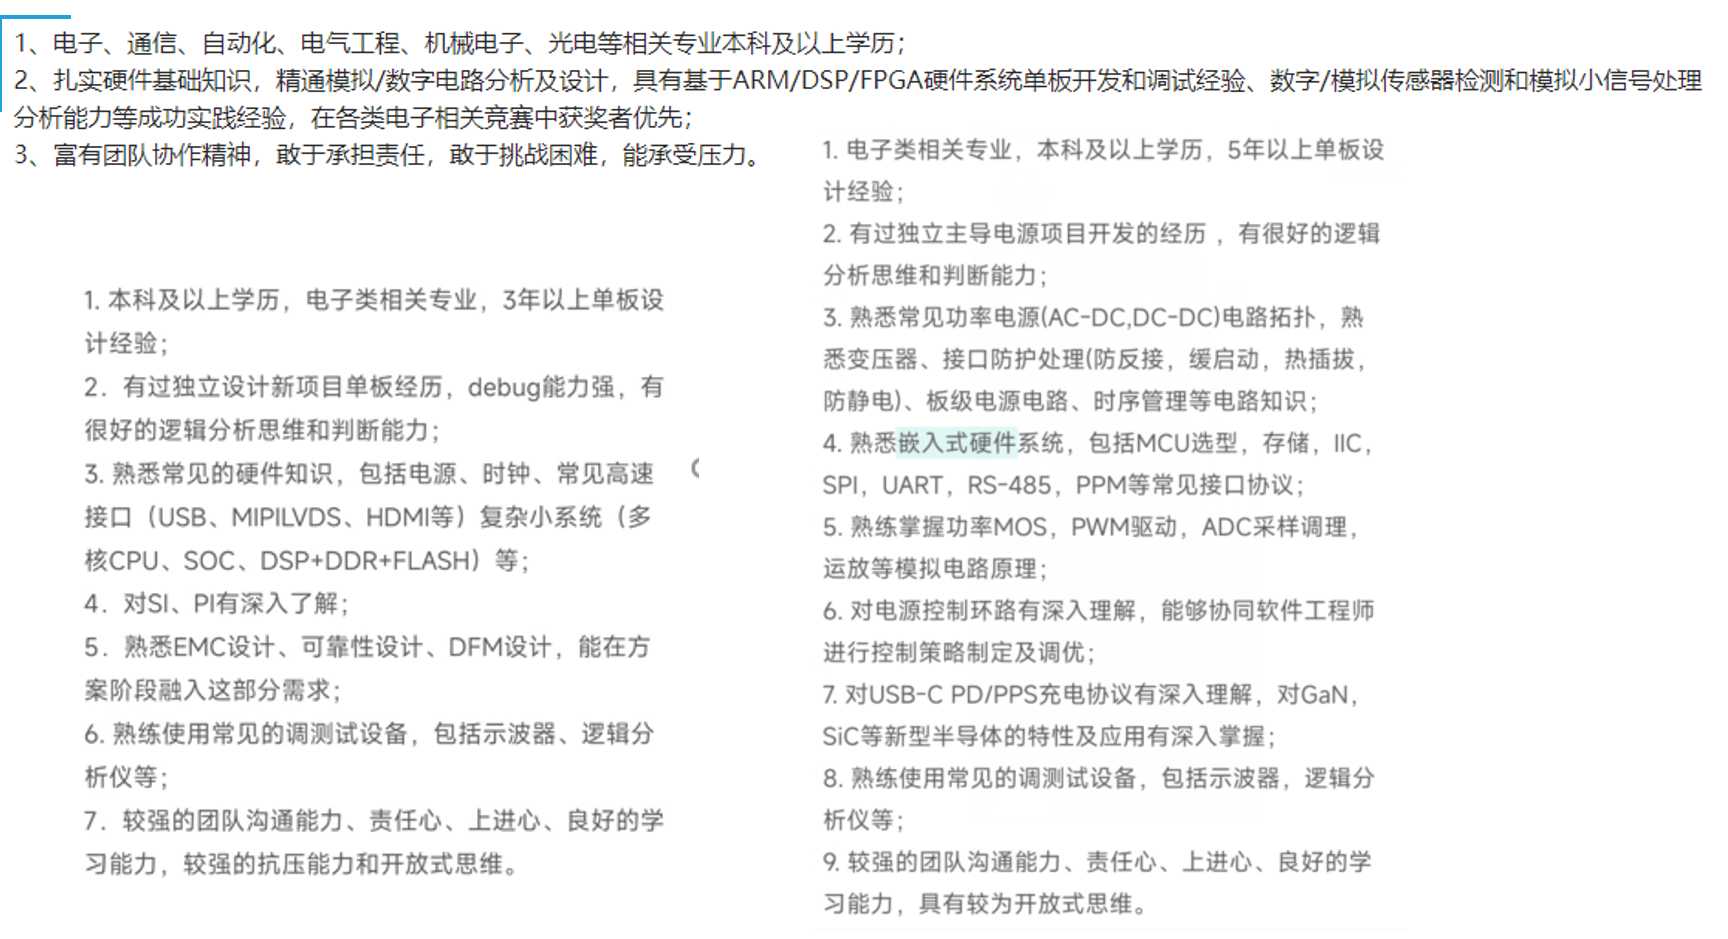 1、电子、通信、自动化、电气工程、机械电子、光电等相关专业本科及以上学历；
2、扎实硬件基础知识，精通模拟/数字电路分析及设计，具有基于ARM/DSP/FPGA硬件系统单板开发和调试经验、数字/模拟传感器检测和模拟小信号处理
分析能力等成功实践经验，在各类电子相关竞赛中获奖者优先；
3、富有团队协作精神，敢于承担责任，敢于挑战困难，能承受压力。
1. 本科及以上学历，电子类相关专业，3年以上单板设
计经验；
2. 有过独立设计新项目单板经历，debug能力强，有
很好的逻辑分析思维和判断能力；
3. 熟悉常见的硬件知识，包括电源、时钟、常见高速
接口（USB、MIPILVDS、HDMI等）复杂小系统（多
核CPU、SOC、DSP+DDR+FLASH）等；
4. 对SI、PI有深入了解；
5. 熟悉EMC设计、可靠性设计、DFM设计，能在方
案阶段融入这部分需求；
6. 熟练使用常见的调测试设备，包括示波器、逻辑分
析仪等；
7. 较强的团队沟通能力、责任心、上进心、良好的学
习能力，较强的抗压能力和开放式思维。
1. 电子类相关专业，本科及以上学历，5年以上单板设
计经验；
2. 有过独立主导电源项目开发的经历 ，有很好的逻辑
分析思维和判断能力；
3. 熟悉常见功率电源(AC-DC,DC-DC)电路拓扑，熟
悉变压器、接口防护处理(防反接，缓启动，热插拔，
防静电)、板级电源电路、时序管理等电路知识；
4. 熟悉嵌入式硬件系统，包括MCU选型，存储，IIC，
SPI，UART，RS-485，PPM等常见接口协议；
5. 熟练掌握功率MOS，PWM驱动，ADC采样调理，
运放等模拟电路原理；
6. 对电源控制环路有深入理解，能够协同软件工程师
进行控制策略制定及调优；
7. 对USB-C PD/PPS充电协议有深入理解，对GaN，
SiC等新型半导体的特性及应用有深入掌握；
8. 熟练使用常见的调测试设备，包括示波器，逻辑分
析仪等；
9. 较强的团队沟通能力、责任心、上进心、良好的学
习能力，具有较为开放式思维。